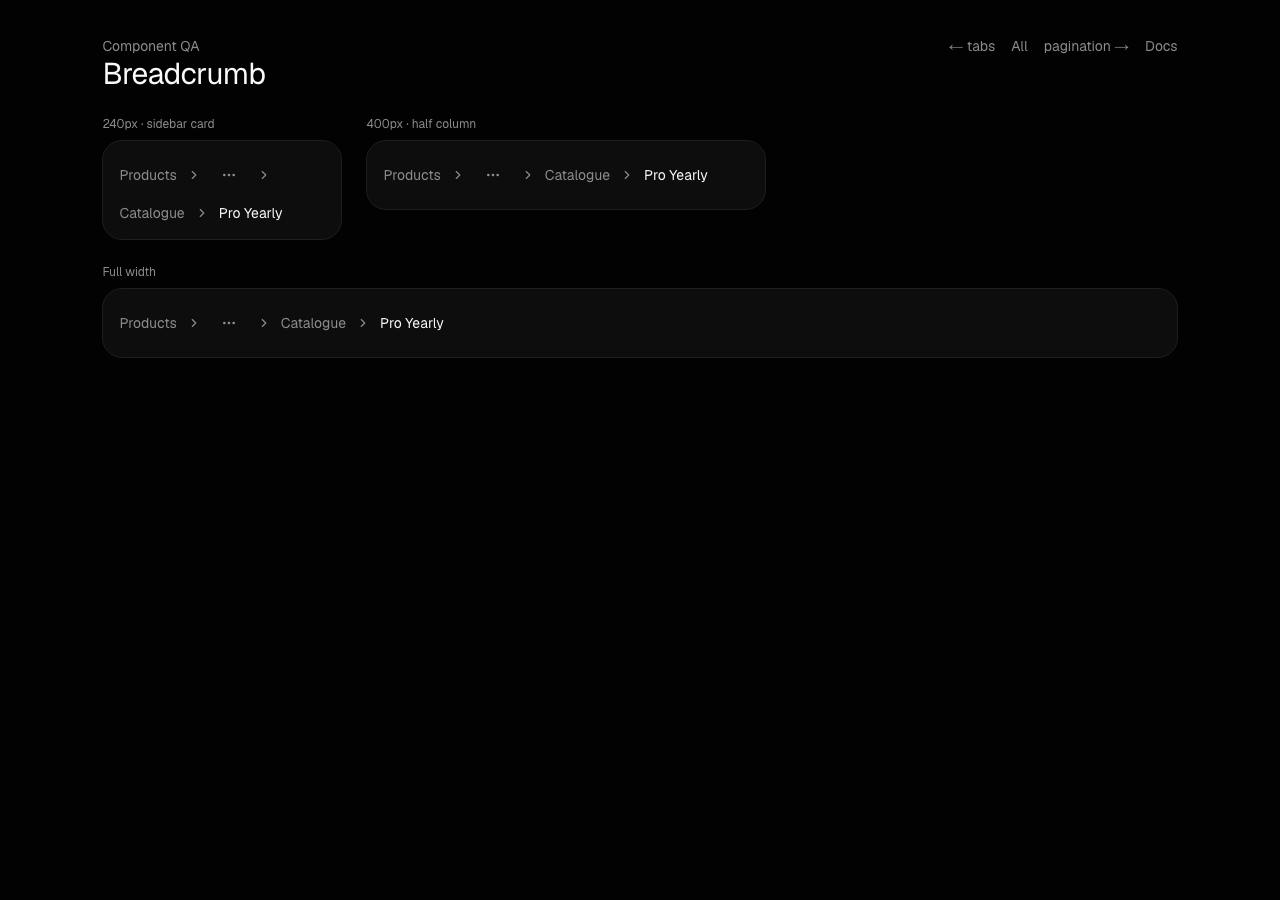 Component QA
← tabs All pagination → Docs
Breadcrumb
240px · sidebar card
400px · half column
Products > ··· >
Catalogue > Pro Yearly
Products > ··· > Catalogue > Pro Yearly
Full width
Products > ··· > Catalogue > Pro Yearly